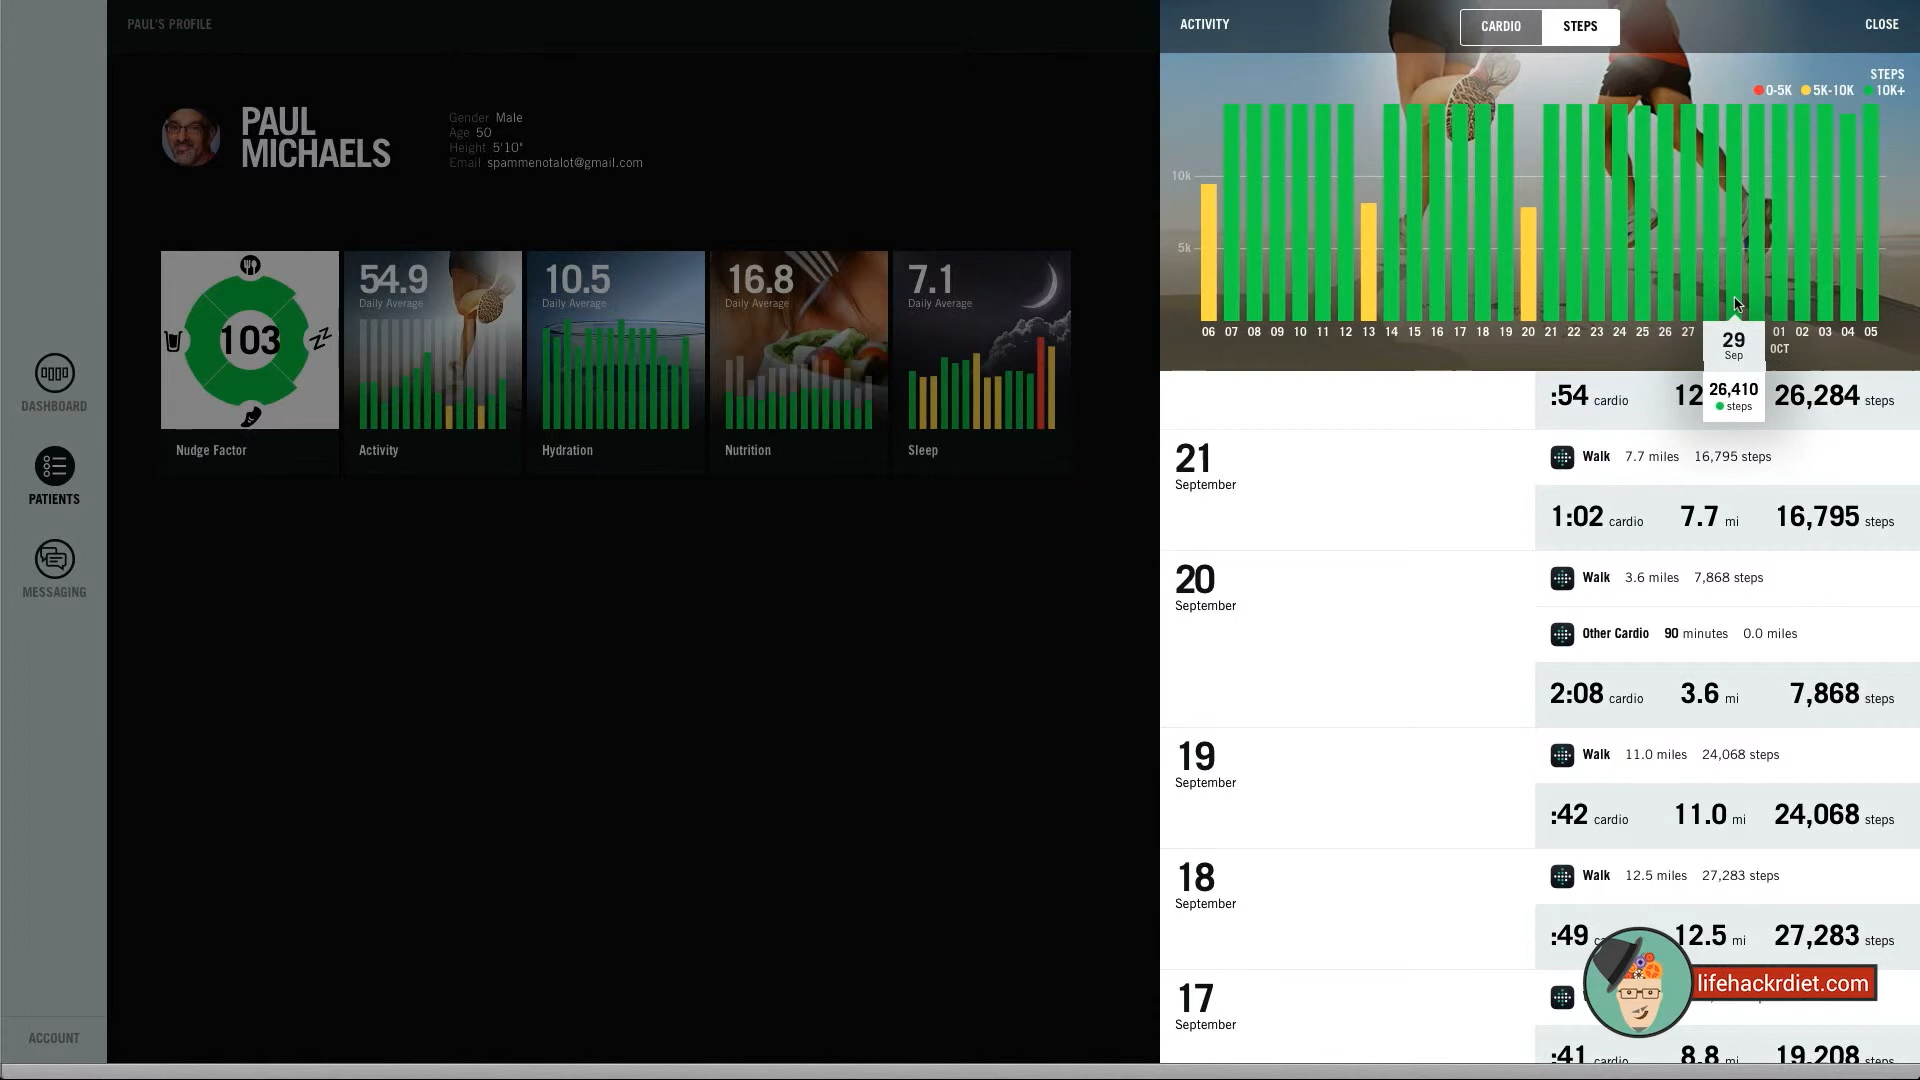 PAUL'S PROFILE
PAUL
MICHAELS
Gender Male
Age 50
Height 5'10"
Email spammenotalot@gmail.com
103
Nudge Factor
54.9
Daily Average
Activity
10.5
Daily Average
Hydration
16.8
Daily Average
Nutrition
7.1
Daily Average
Sleep
DASHBOARD
PATIENTS
MESSAGING
ACCOUNT
ACTIVITY
CARDIO STEPS
CLOSE
STEPS
0-5K 5K-10K 10K+
10k
5k
06 07 08 09 10 11 12 13 14 15 16 17 18 19 20 21 22 23 24 25 26 27 01 02 03 04 05
OCT
29
Sep
26,410
steps
:54 cardio 12 26,284 steps
21
September
Walk 7.7 miles 16,795 steps
1:02 cardio 7.7 mi 16,795 steps
20
September
Walk 3.6 miles 7,868 steps
Other Cardio 90 minutes 0.0 miles
2:08 cardio 3.6 mi 7,868 steps
19
September
Walk 11.0 miles 24,068 steps
:42 cardio 11.0 mi 24,068 steps
18
September
Walk 12.5 miles 27,283 steps
:49 12.5 mi 27,283 steps
17
September
:41 cardio 8.8 mi 19,208 steps
lifehackrdiet.com